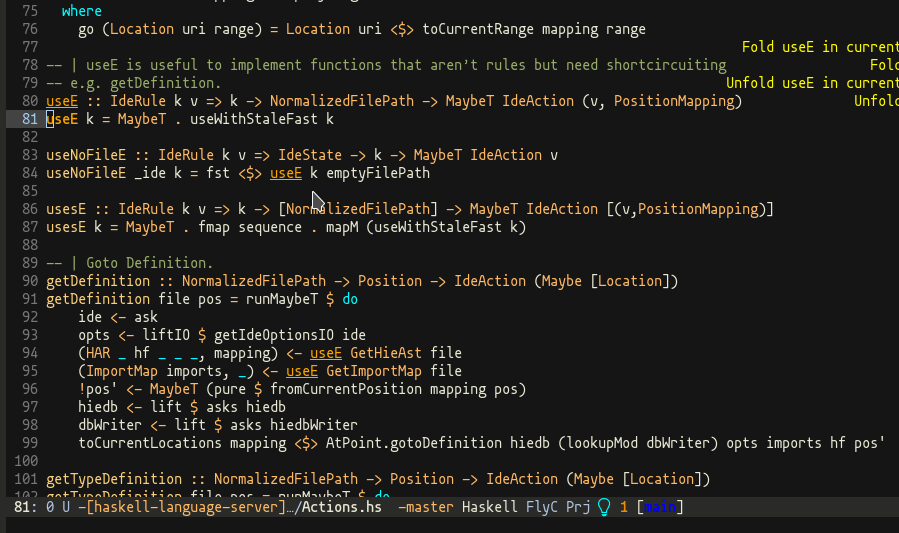 75   where
76     go (Location uri range) = Location uri <$> toCurrentRange mapping range
77 Fold useE in current
78 -- | useE is useful to implement functions that aren’t rules but need shortcircuiting Fol
79 -- e.g. getDefinition. Unfold useE in current
80 useE :: IdeRule k v => k -> NormalizedFilePath -> MaybeT IdeAction (v, PositionMapping) Unfol
81 useE k = MaybeT . useWithStaleFast k
82
83 useNoFileE :: IdeRule k v => IdeState -> k -> MaybeT IdeAction v
84 useNoFileE _ide k = fst <$> useE k emptyFilePath
85
86 usesE :: IdeRule k v => k -> [NormalizedFilePath] -> MaybeT IdeAction [(v,PositionMapping)]
87 usesE k = MaybeT . fmap sequence . mapM (useWithStaleFast k)
88
89 -- | Goto Definition.
90 getDefinition :: NormalizedFilePath -> Position -> IdeAction (Maybe [Location])
91 getDefinition file pos = runMaybeT $ do
92     ide <- ask
93     opts <- liftIO $ getIdeOptionsIO ide
94     (HAR _ hf _ _ _, mapping) <- useE GetHieAst file
95     (ImportMap imports, _) <- useE GetImportMap file
96     !pos' <- MaybeT (pure $ fromCurrentPosition mapping pos)
97     hiedb <- lift $ asks hiedb
98     dbWriter <- lift $ asks hiedbWriter
99     toCurrentLocations mapping <$> AtPoint.gotoDefinition hiedb (lookupMod dbWriter) opts imports hf pos'
100
101 getTypeDefinition :: NormalizedFilePath -> Position -> IdeAction (Maybe [Location])
102 getTypeDefinition file pos = runMaybeT $ do
81: 0 U -[haskell-language-server]…/Actions.hs  -master Haskell FlyC Prj 1 [main]